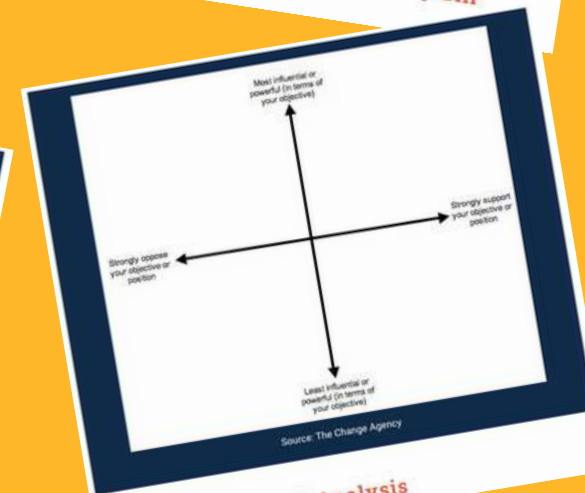 Most influential or
powerful (in terms of
your objective)
Strongly support
your objective or
position
Strongly oppose
your objective or
position
Least influential or
powerful (in terms of
your objective)
Source: The Change Agency